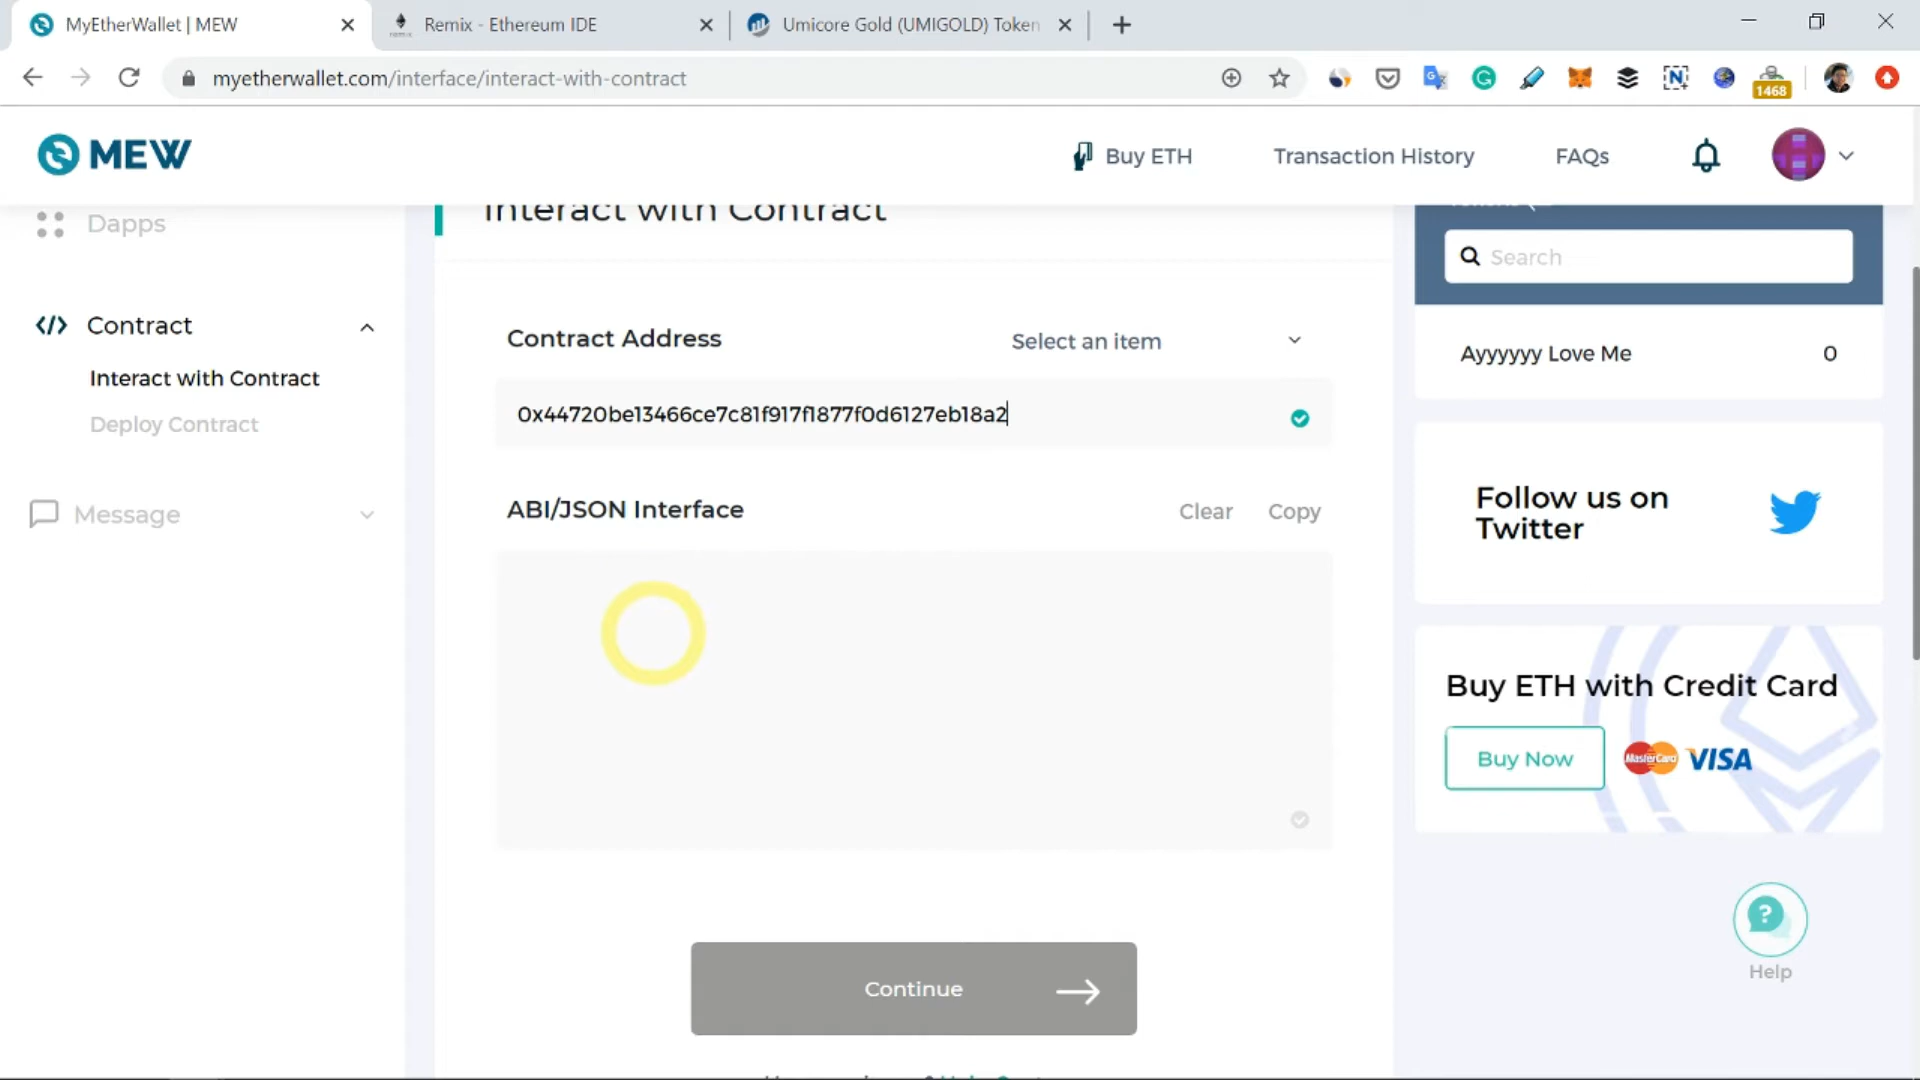 MyEtherWallet | MEW
Remix - Ethereum IDE
Umicore Gold (UMIGOLD) Token
myetherwallet.com/interface/interact-with-contract
1468
MEW
Buy ETH
Transaction History
FAQs
Dapps
Interact with Contract
Search
Contract
Contract Address
Select an item
Ayyyyyy Love Me
0
Interact with Contract
0x44720be13466ce7c81f917f1877f0d6127eb18a2
Deploy Contract
Message
ABI/JSON Interface
Clear
Copy
Follow us on
Twitter
Buy ETH with Credit Card
Buy Now
MasterCard
VISA
Continue
Help